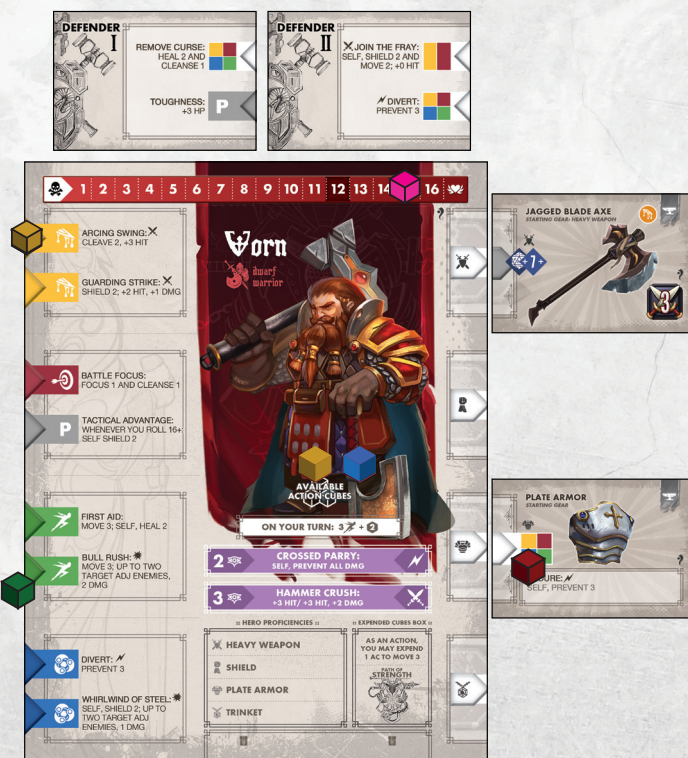 DEFENDER
I
REMOVE CURSE:
HEAL 2 AND
CLEANSE 1
TOUGHNESS:
+3 HP
P
DEFENDER
II
JOIN THE FRAY:
SELF, SHIELD 2 AND
MOVE 2; +0 HIT
DIVERT:
PREVENT 3
1 2 3 4 5 6 7 8 9 10 11 12 13 14 16
ARCING SWING:
CLEAVE 2, +3 HIT
GUARDING STRIKE:
SHIELD 2; +2 HIT, +1 DMG
BATTLE FOCUS:
FOCUS 1 AND CLEANSE 1
P
TACTICAL ADVANTAGE:
WHENEVER YOU ROLL 16+
SELF SHIELD 2
FIRST AID:
MOVE 3; SELF, HEAL 2
BULL RUSH:
MOVE 3; UP TO TWO
TARGET ADJ ENEMIES,
2 DMG
DIVERT:
PREVENT 3
WHIRLWIND OF STEEL:
SELF, SHIELD 2; UP TO
TWO TARGET ADJ
ENEMIES, 1 DMG
Vorn
dwarf
warrior
AVAILABLE
ACTION CUBES
ON YOUR TURN: 3 + 2
2 CROSSED PARRY:
SELF, PREVENT ALL DMG
3 HAMMER CRUSH:
+3 HIT/ +3 HIT, +2 DMG
:: HERO PROFICIENCIES ::
HEAVY WEAPON
SHIELD
PLATE ARMOR
TRINKET
:: EXPENDED CUBES BOX ::
AS AN ACTION,
YOU MAY EXPEND
1 AC TO MOVE 3
PATH OF
STRENGTH
JAGGED BLADE AXE
STARTING GEAR: HEAVY WEAPON
+7+
3
PLATE ARMOR
STARTING GEAR
URE:
SELF, PREVENT 3